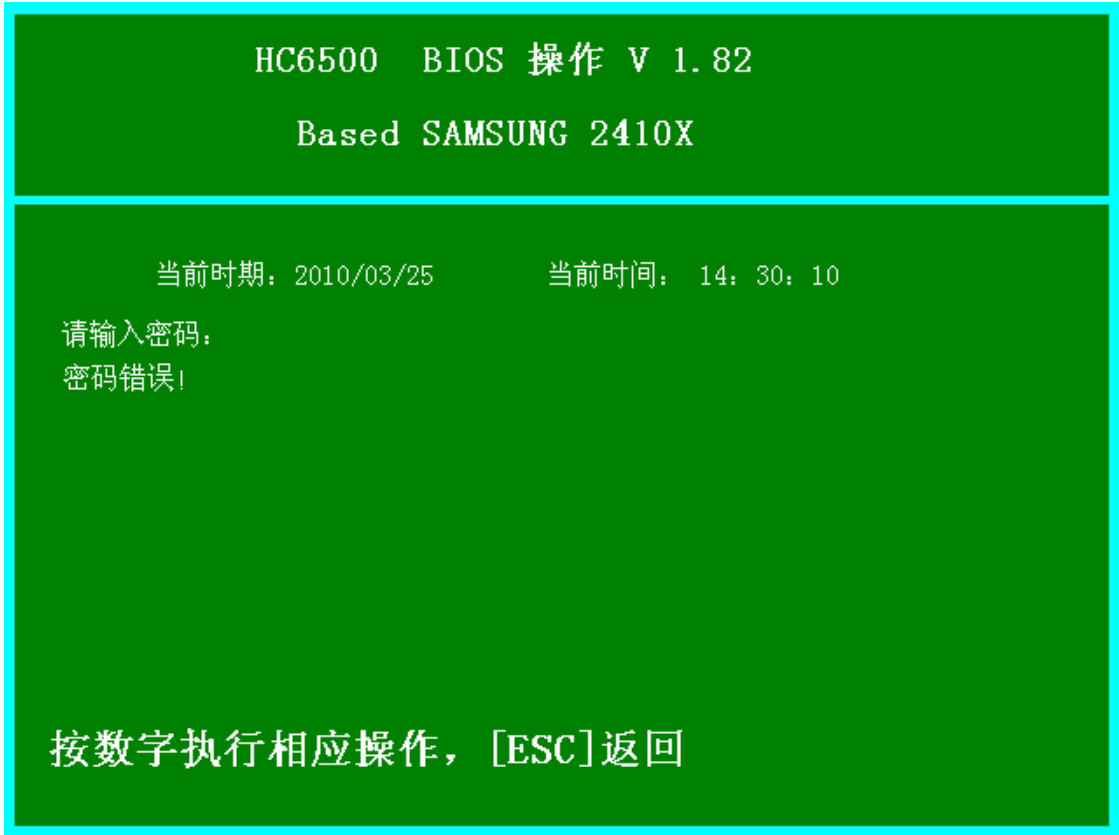 HC6500 BIOS 操作 V 1.82
Based SAMSUNG 2410X
当前时期：2010/03/25 当前时间： 14：30：10
请输入密码：
密码错误!
按数字执行相应操作，[ESC]返回